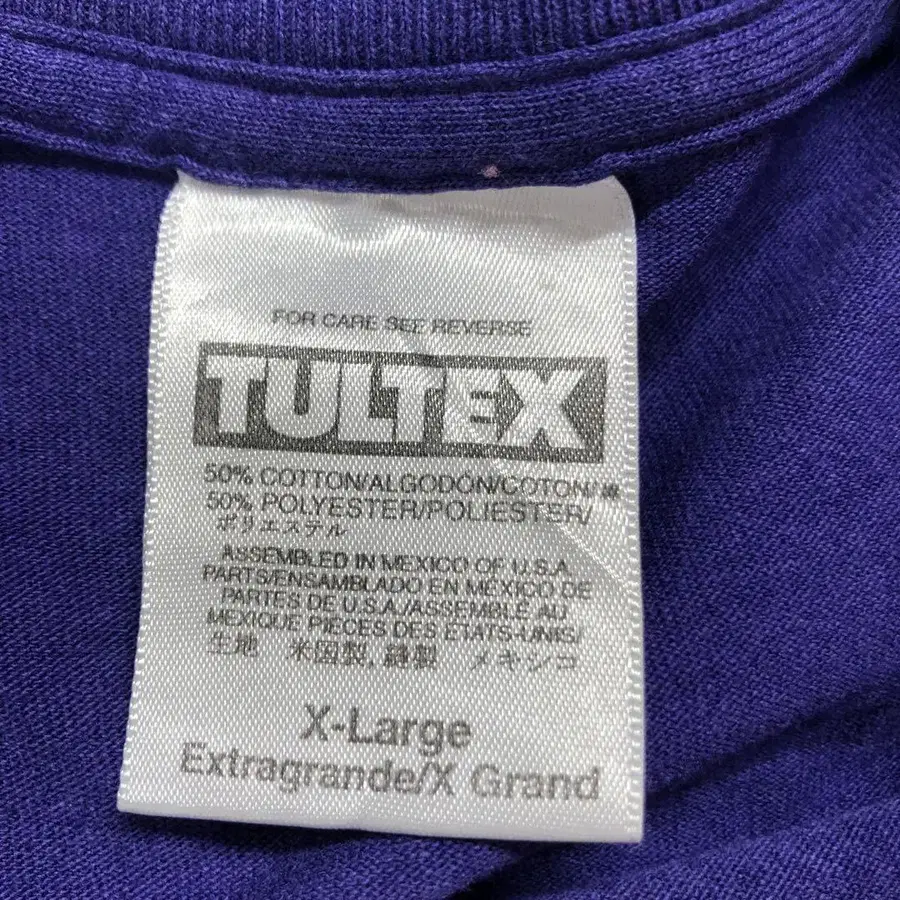 FOR CARE SEE REVERSE
TULTEX
50% COTTON/ALGODÓN/COTON/綿
50% POLYESTER/POLIESTER/
ポリエステル
ASSEMBLED IN MEXICO OF U.S.A.
PARTS/ENSAMBLADO EN MÉXICO DE
PARTES DE U.S.A./ASSEMBLÉ AU
MEXIQUE PIÈCES DES ÉTATS-UNIS/
生地 米国製, 縫製 メキシコ
X-Large
Extragrande/X Grand